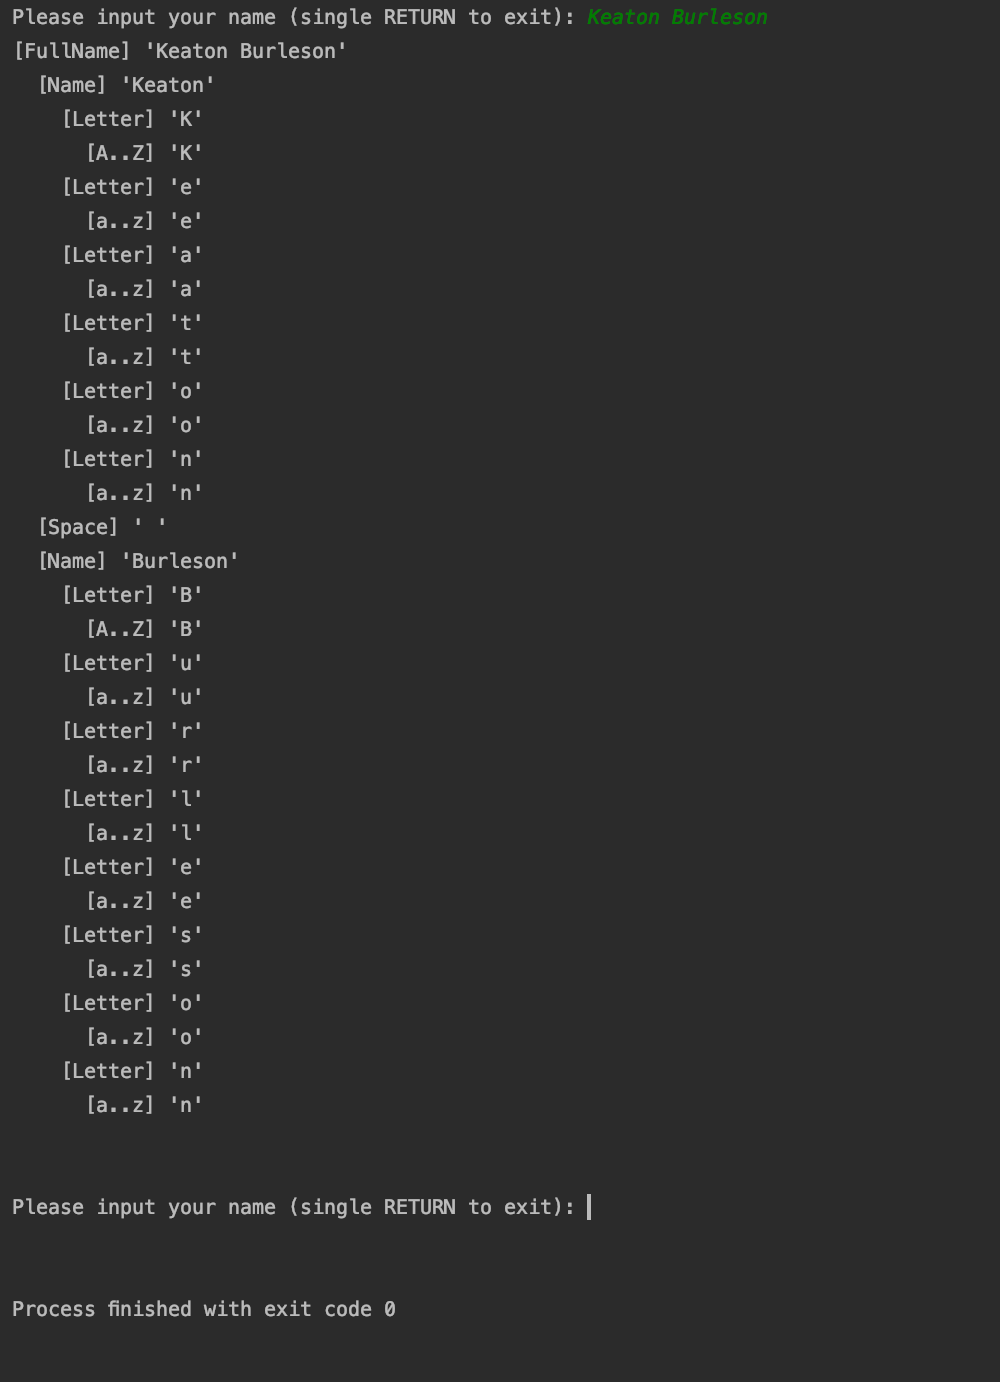 Please input your name (single RETURN to exit): Keaton Burleson
[FullName] 'Keaton Burleson'
  [Name] 'Keaton'
    [Letter] 'K'
      [A..Z] 'K'
    [Letter] 'e'
      [a..z] 'e'
    [Letter] 'a'
      [a..z] 'a'
    [Letter] 't'
      [a..z] 't'
    [Letter] 'o'
      [a..z] 'o'
    [Letter] 'n'
      [a..z] 'n'
  [Space] ' '
  [Name] 'Burleson'
    [Letter] 'B'
      [A..Z] 'B'
    [Letter] 'u'
      [a..z] 'u'
    [Letter] 'r'
      [a..z] 'r'
    [Letter] 'l'
      [a..z] 'l'
    [Letter] 'e'
      [a..z] 'e'
    [Letter] 's'
      [a..z] 's'
    [Letter] 'o'
      [a..z] 'o'
    [Letter] 'n'
      [a..z] 'n'
Please input your name (single RETURN to exit):
Process finished with exit code 0